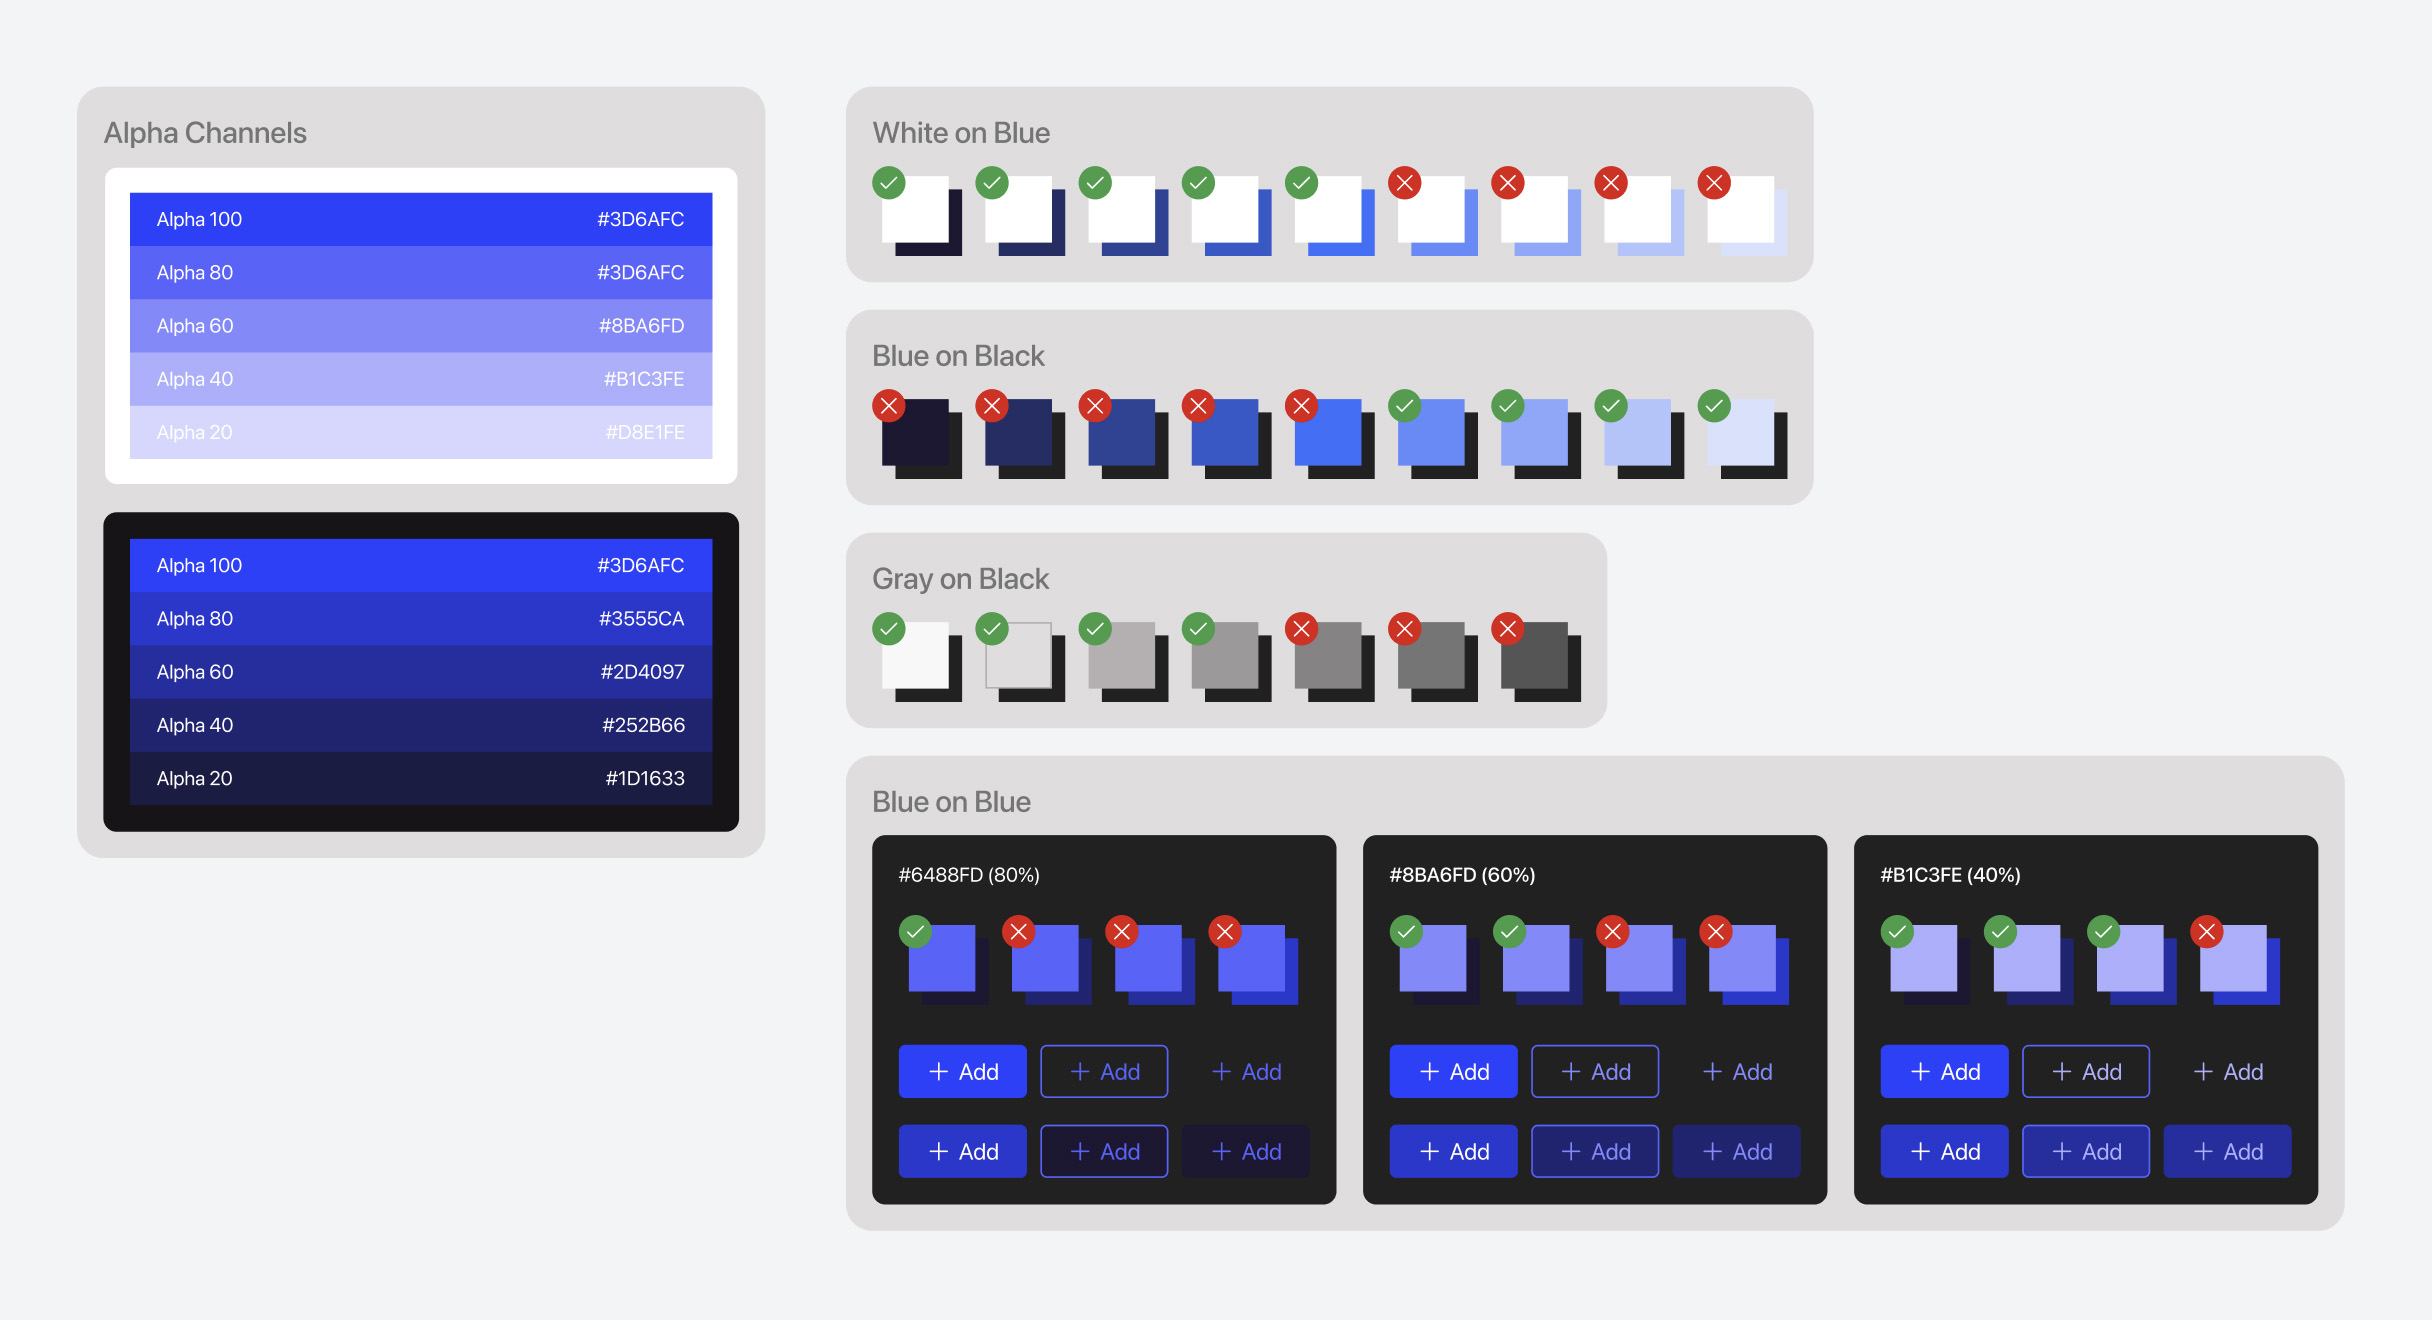 Alpha Channels
Alpha 100 #3D6AFC
Alpha 80 #3D6AFC
Alpha 60 #8BA6FD
Alpha 40 #B1C3FE
Alpha 20 #D8E1FE
Alpha 100 #3D6AFC
Alpha 80 #3555CA
Alpha 60 #2D4097
Alpha 40 #252B66
Alpha 20 #1D1633
White on Blue
Blue on Black
Gray on Black
Blue on Blue
#6488FD (80%)
Add Add Add
Add Add Add
#8BA6FD (60%)
Add Add Add
Add Add Add
#B1C3FE (40%)
Add Add Add
Add Add Add